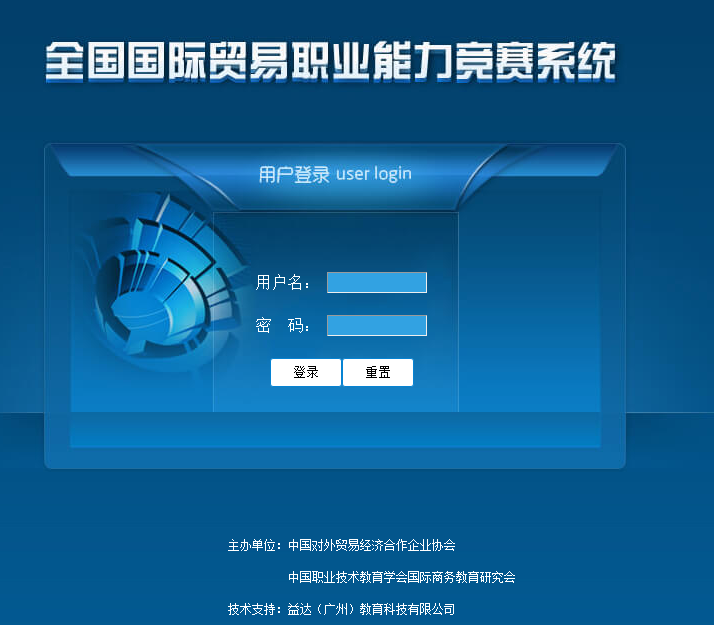 全国国际贸易职业能力竞赛系统
用户登录 user login
用户名：
密 码：
登录 重置
主办单位：中国对外贸易经济合作企业协会
中国职业技术教育学会国际商务教育研究会
技术支持：益达（广州）教育科技有限公司